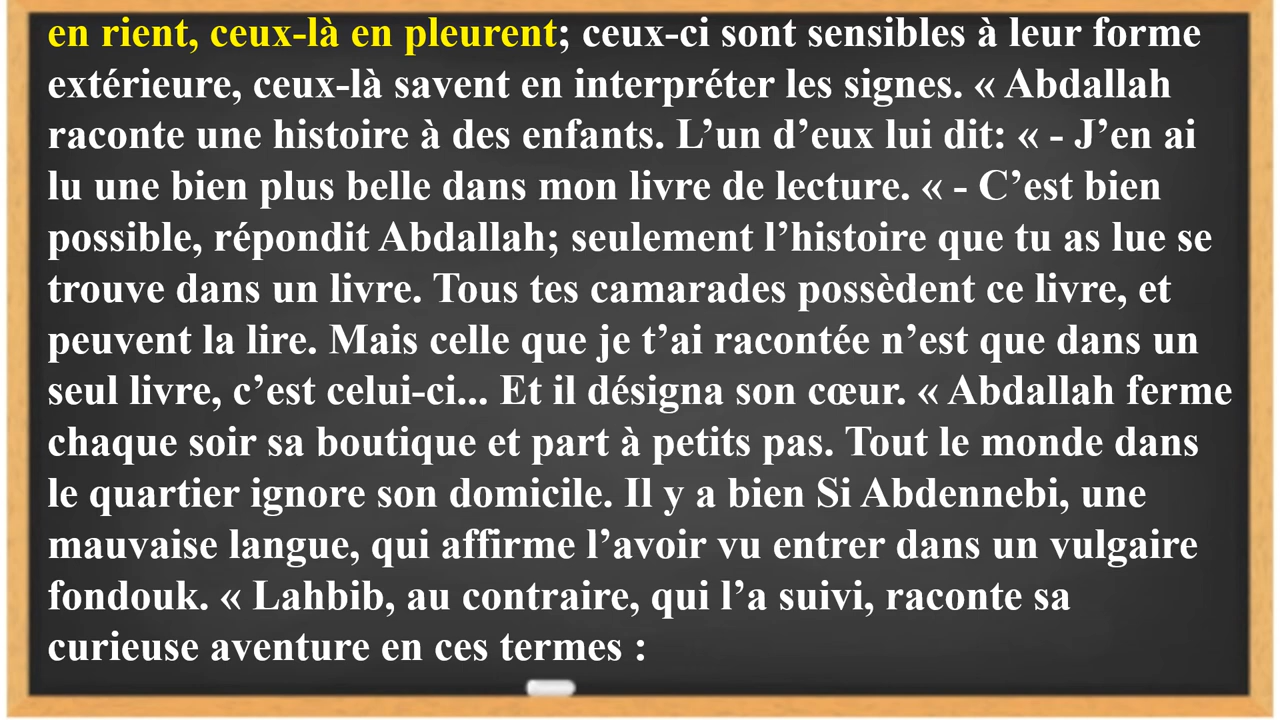 en rient, ceux-là en pleurent; ceux-ci sont sensibles à leur forme
extérieure, ceux-là savent en interpréter les signes. « Abdallah
raconte une histoire à des enfants. L’un d’eux lui dit: « - J’en ai
lu une bien plus belle dans mon livre de lecture. « - C’est bien
possible, répondit Abdallah; seulement l’histoire que tu as lue se
trouve dans un livre. Tous tes camarades possèdent ce livre, et
peuvent la lire. Mais celle que je t’ai racontée n’est que dans un
seul livre, c’est celui-ci... Et il désigna son cœur. « Abdallah ferme
chaque soir sa boutique et part à petits pas. Tout le monde dans
le quartier ignore son domicile. Il y a bien Si Abdennebi, une
mauvaise langue, qui affirme l’avoir vu entrer dans un vulgaire
fondouk. « Lahbib, au contraire, qui l’a suivi, raconte sa
curieuse aventure en ces termes :